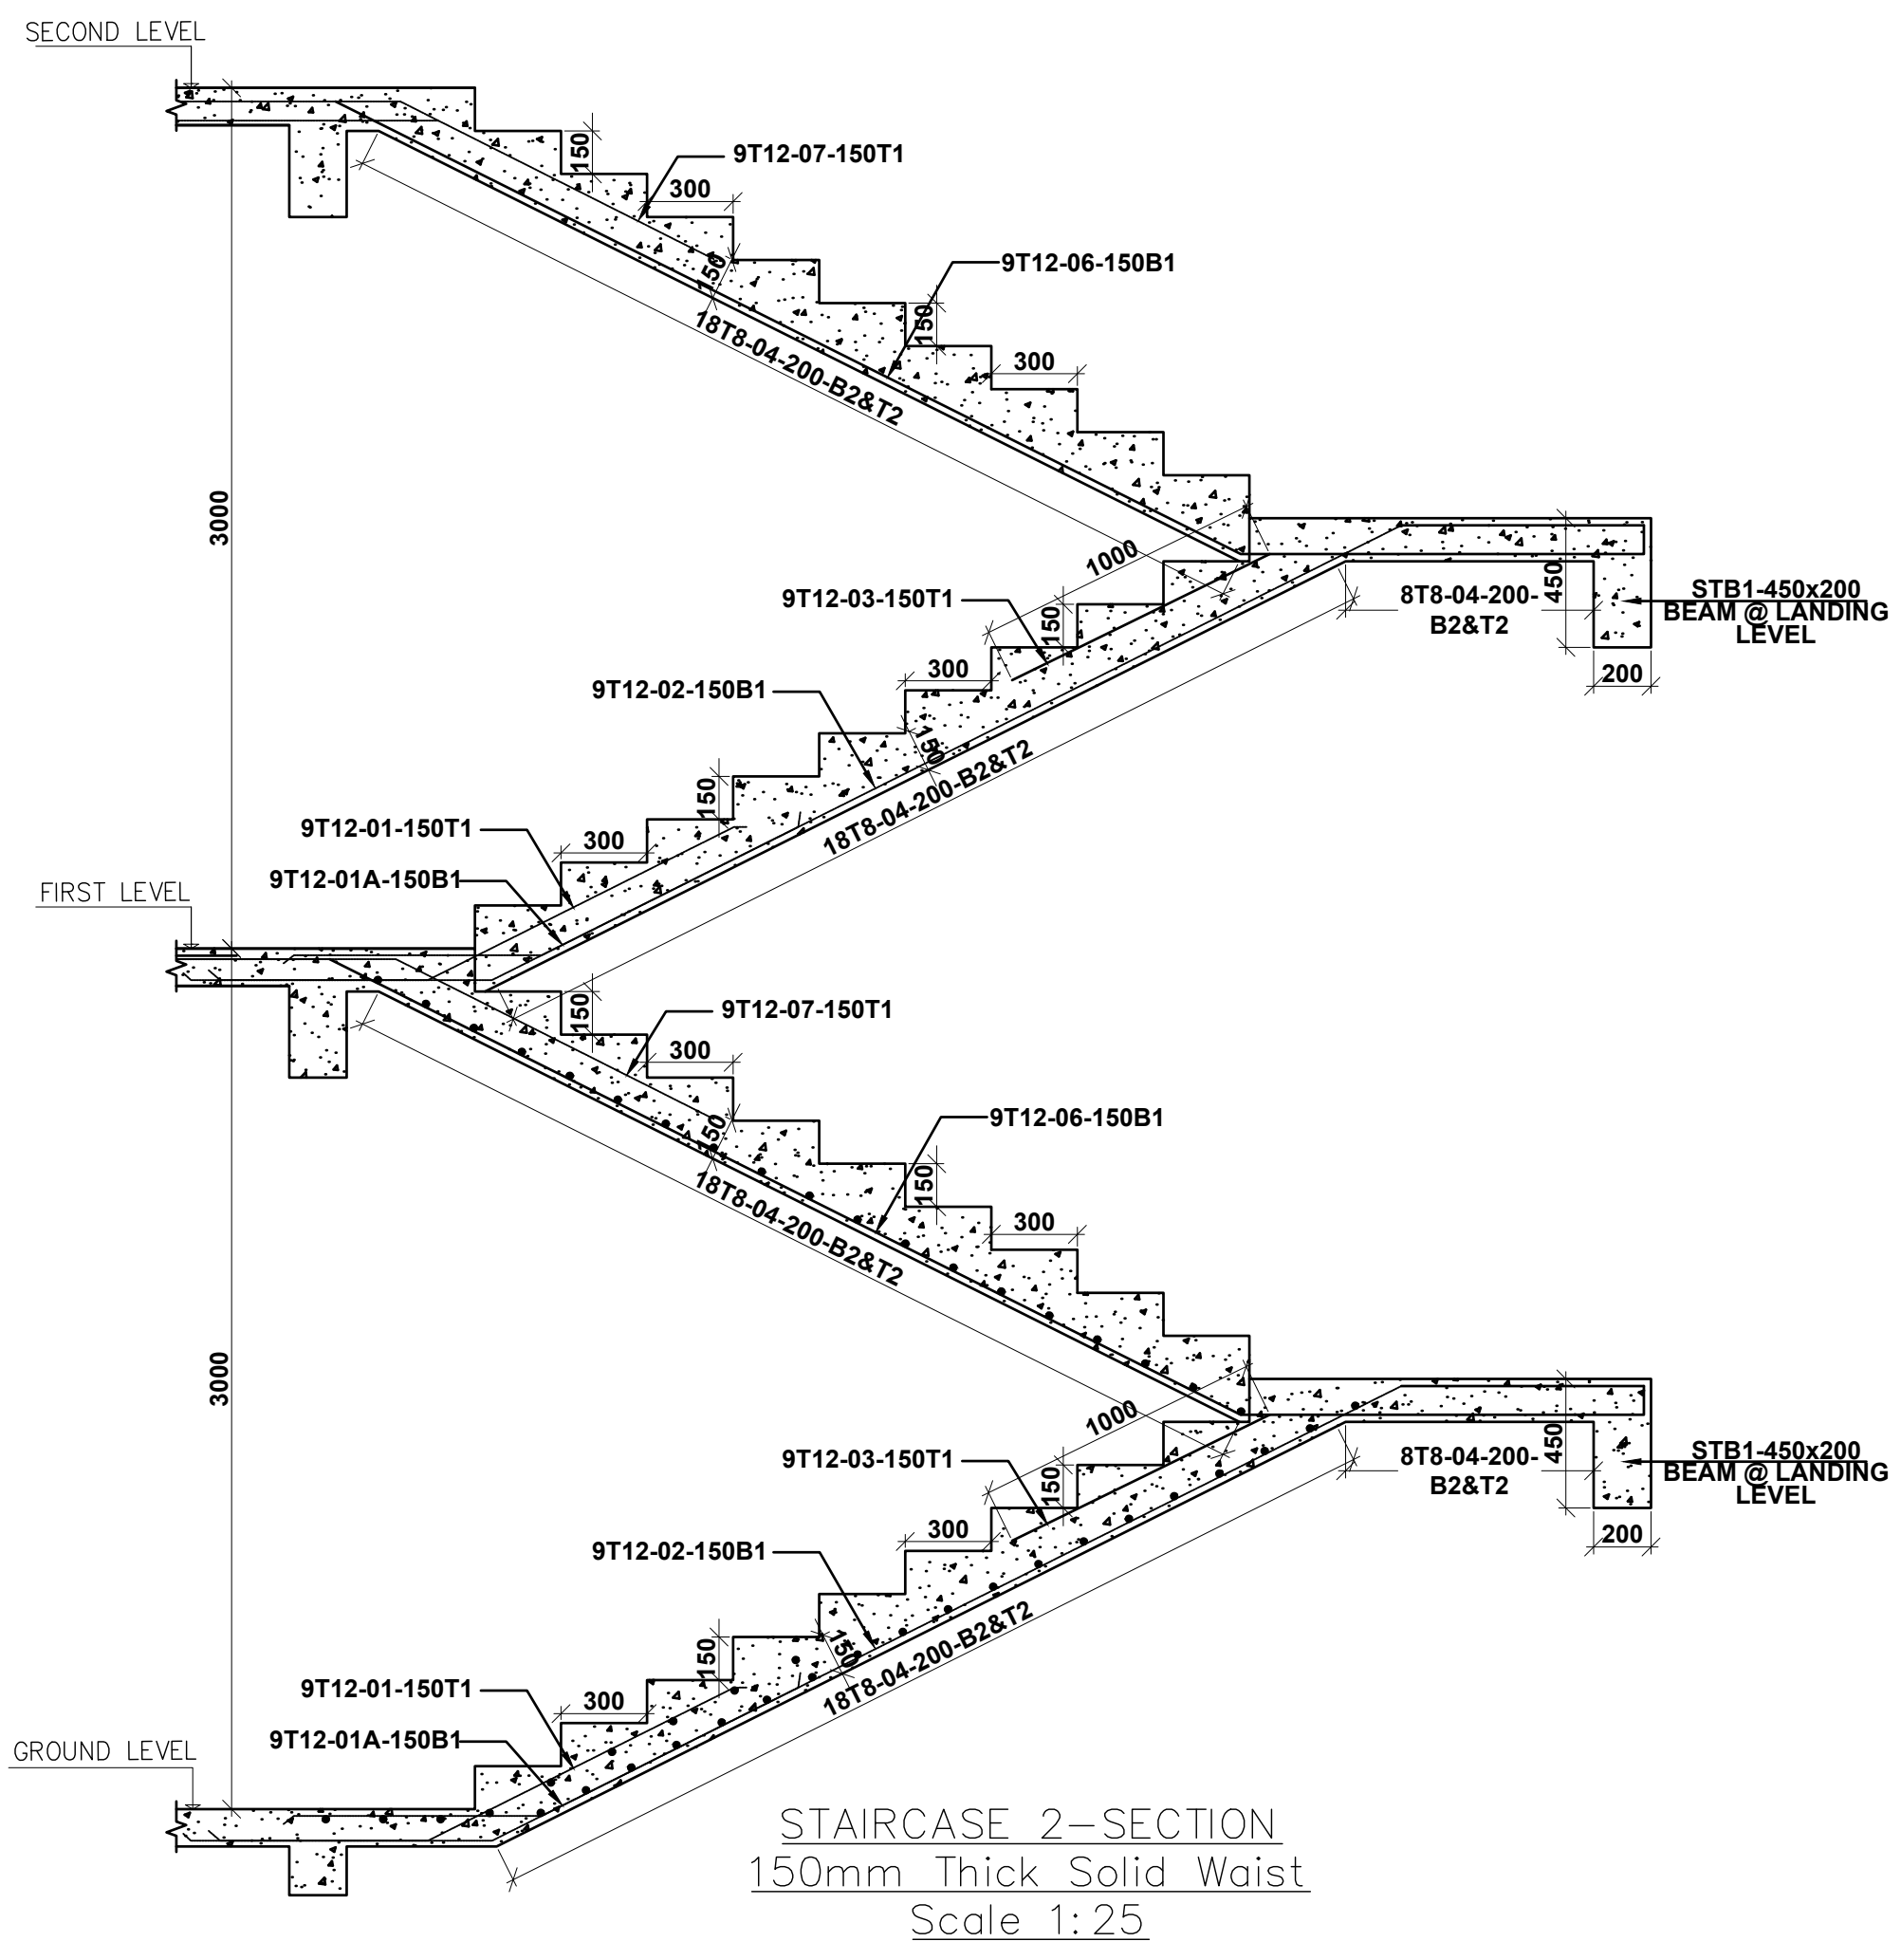 SECOND LEVEL
150
9T12-07-150T1
300
9T12-06-150B1
150
150
18T8-04-200-B2&T2
300
3000
1000
9T12-03-150T1
150
8T8-04-200-
B2&T2
450
STB1-450x200
BEAM @ LANDING
LEVEL
200
300
9T12-02-150B1
150
18T8-04-200-B2&T2
150
9T12-01-150T1
300
9T12-01A-150B1
FIRST LEVEL
150
9T12-07-150T1
300
9T12-06-150B1
150
150
18T8-04-200-B2&T2
300
3000
1000
9T12-03-150T1
150
8T8-04-200-
B2&T2
450
STB1-450x200
BEAM @ LANDING
LEVEL
200
300
9T12-02-150B1
150
18T8-04-200-B2&T2
150
9T12-01-150T1
300
9T12-01A-150B1
GROUND LEVEL
STAIRCASE 2-SECTION
150mm Thick Solid Waist
Scale 1:25